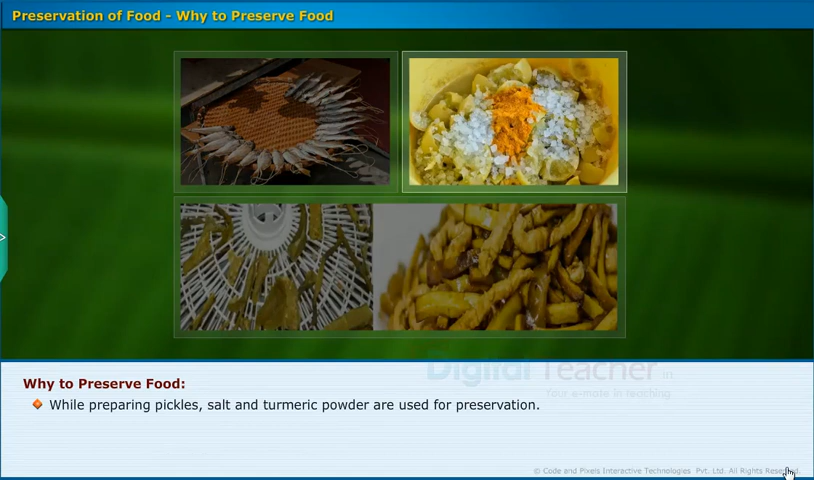 Preservation of Food - Why to Preserve Food
Digital Teacher.in
Your e-mate in teaching
Why to Preserve Food:
While preparing pickles, salt and turmeric powder are used for preservation.
© Code and Pixels Interactive Technologies Pvt. Ltd. All Rights Reserved.